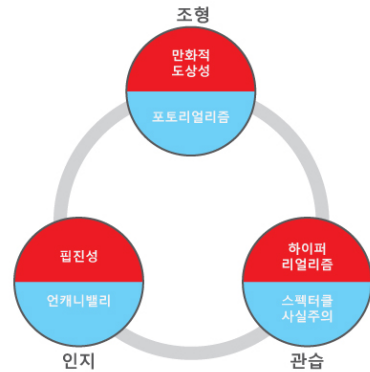 조형
만화적
도상성
포토리얼리즘
핍진성
언캐니밸리
인지
하이퍼
리얼리즘
스펙터클
사실주의
관습